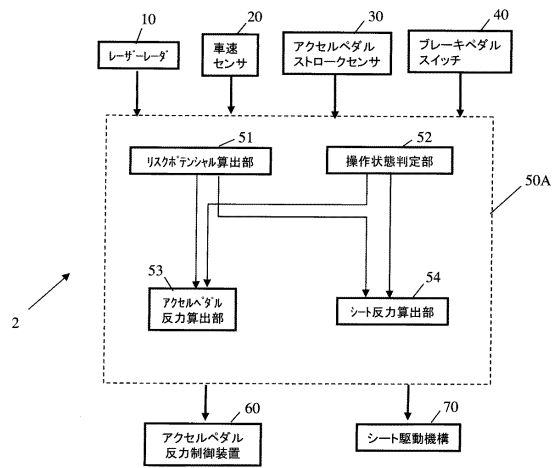 10
20
30
40
レーザーレーダ
車速
センサ
アクセルペダル
ストロークセンサ
ブレーキペダル
スイッチ
51
52
リスクポテンシャル算出部
操作状態判定部
50A
53
54
アクセルペダル
反力算出部
シート反力算出部
2
60
70
アクセルペダル
反力制御装置
シート駆動機構